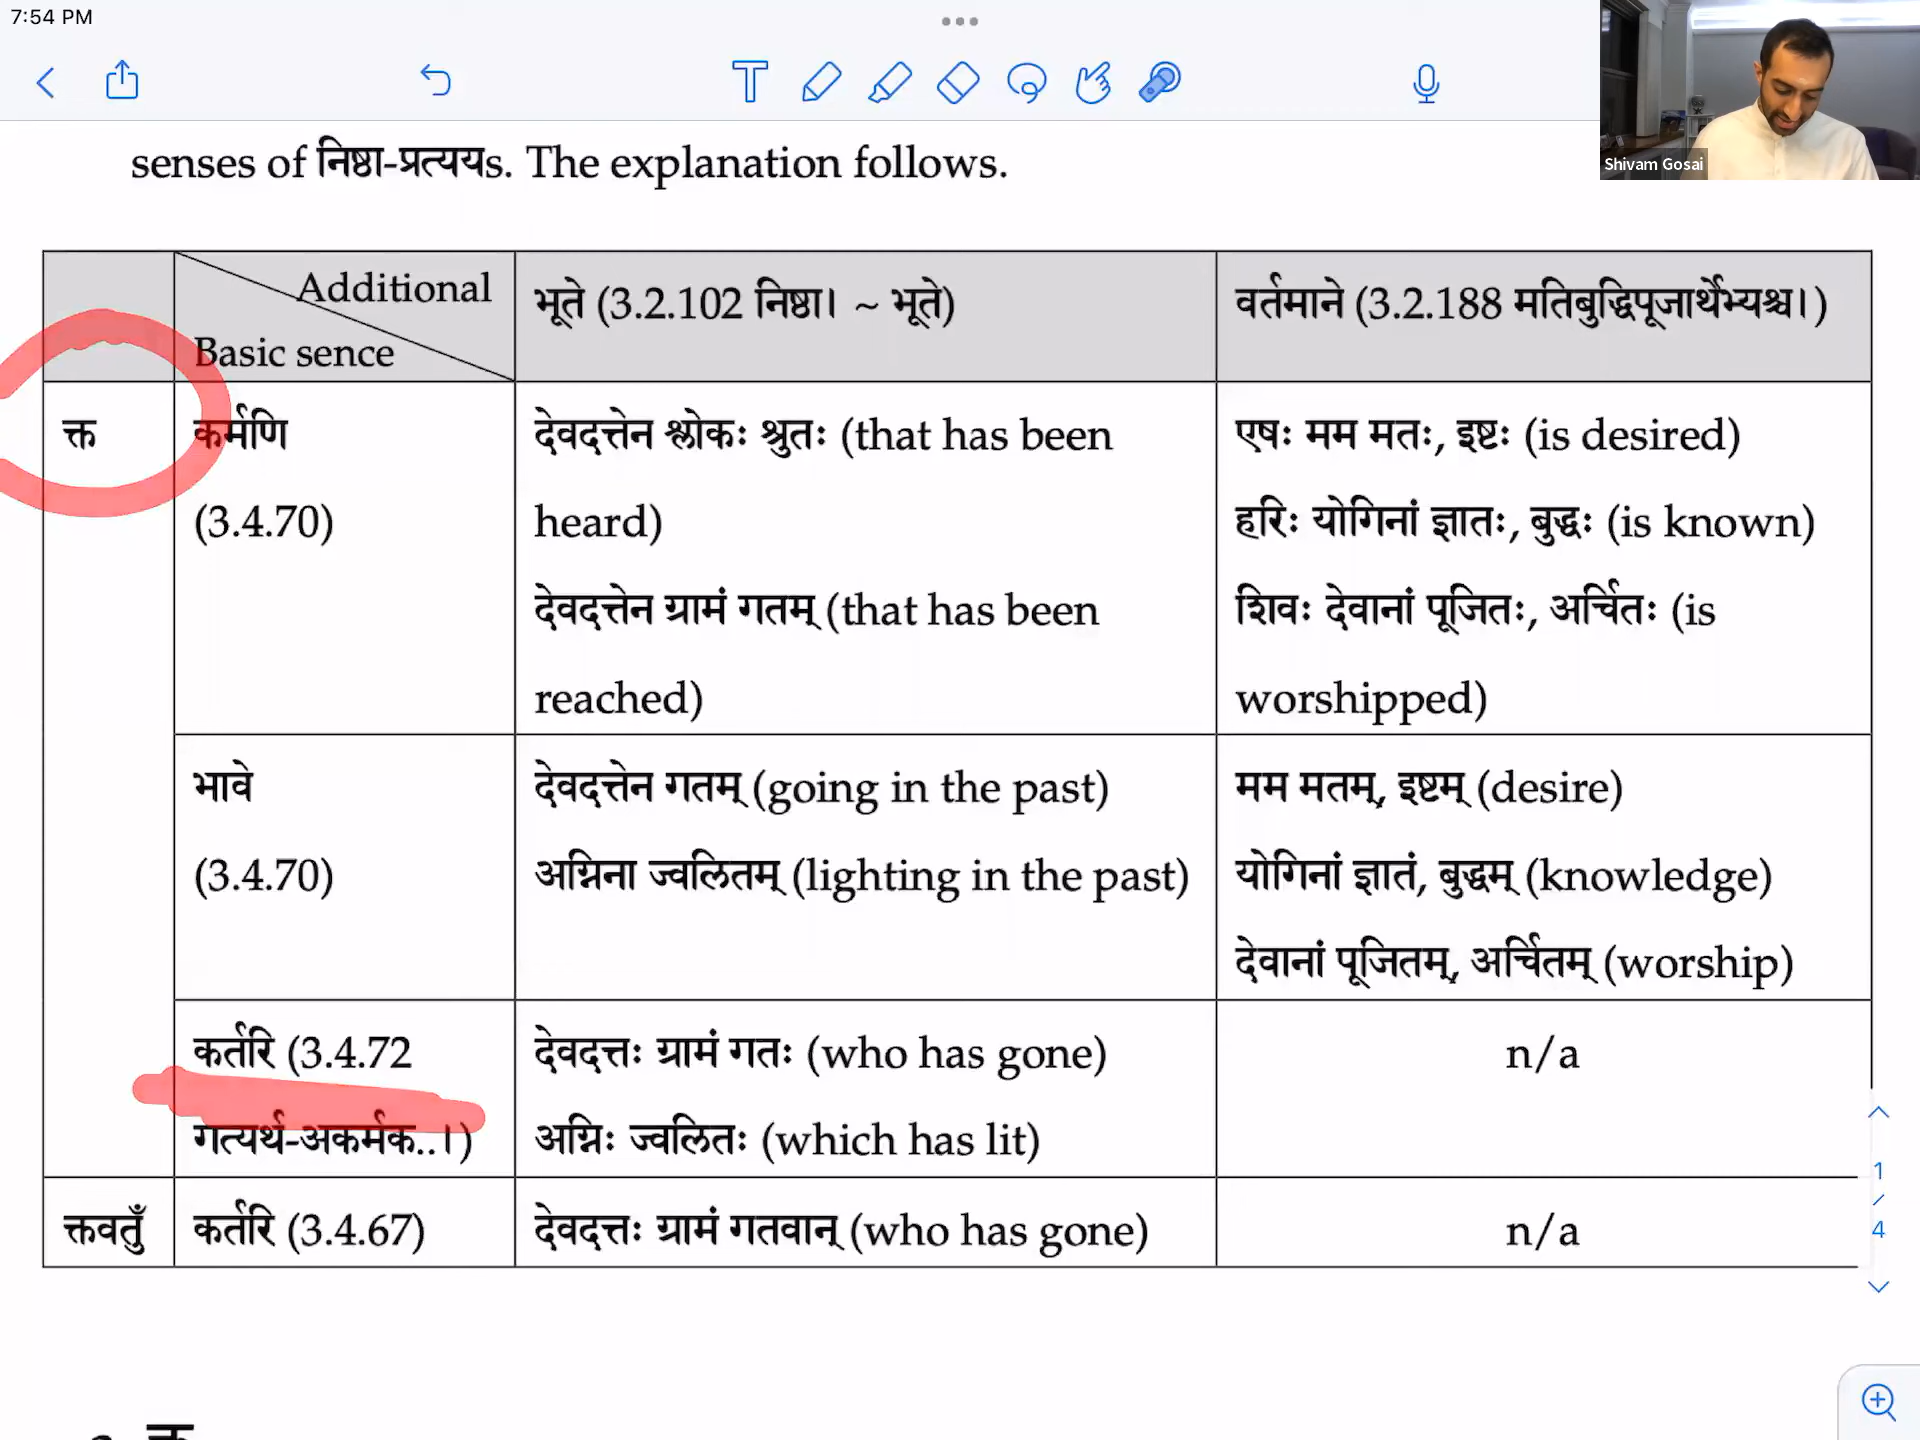 7:54 PM
Shivam Gosai
senses of निष्ठा-प्रत्ययs. The explanation follows.
Additional
Basic sence
भूते (3.2.102 निष्ठा। ~ भूते)
वर्तमाने (3.2.188 मतिबुद्धिपूजार्थेभ्यश्च।)
क्त
कर्मणि
(3.4.70)
देवदत्तेन श्लोकः श्रुतः (that has been
heard)
देवदत्तेन ग्रामं गतम् (that has been
reached)
एषः मम मतः, इष्टः (is desired)
हरिः योगिनां ज्ञातः, बुद्धः (is known)
शिवः देवानां पूजितः, अर्चितः (is
worshipped)
भावे
(3.4.70)
देवदत्तेन गतम् (going in the past)
अग्निना ज्वलितम् (lighting in the past)
मम मतम्, इष्टम् (desire)
योगिनां ज्ञातं, बुद्धम् (knowledge)
देवानां पूजितम्, अर्चितम् (worship)
कर्तरि (3.4.72
गत्यर्थ-अकर्मक..।)
देवदत्तः ग्रामं गतः (who has gone)
अग्निः ज्वलितः (which has lit)
n/a
क्तवतुँ
कर्तरि (3.4.67)
देवदत्तः ग्रामं गतवान् (who has gone)
n/a
1
/
4